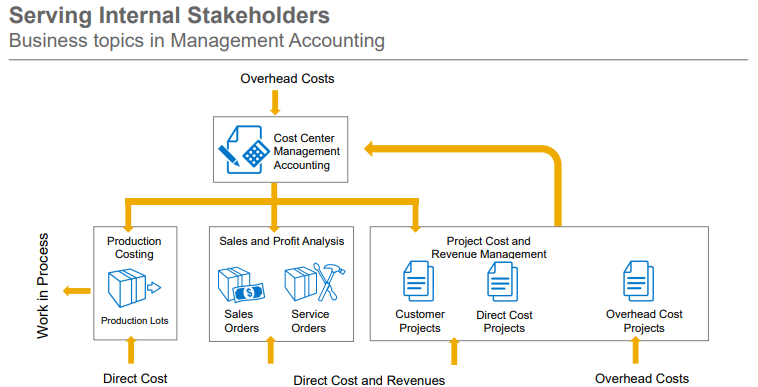 Serving Internal Stakeholders
Business topics in Management Accounting
Overhead Costs
Cost Center
Management
Accounting
Production
Costing
Production Lots
Sales and Profit Analysis
$
Sales
Orders
Service
Orders
Project Cost and
Revenue Management
Customer
Projects
Direct Cost
Projects
Overhead Cost
Projects
Work in Process
Direct Cost
Direct Cost and Revenues
Overhead Costs